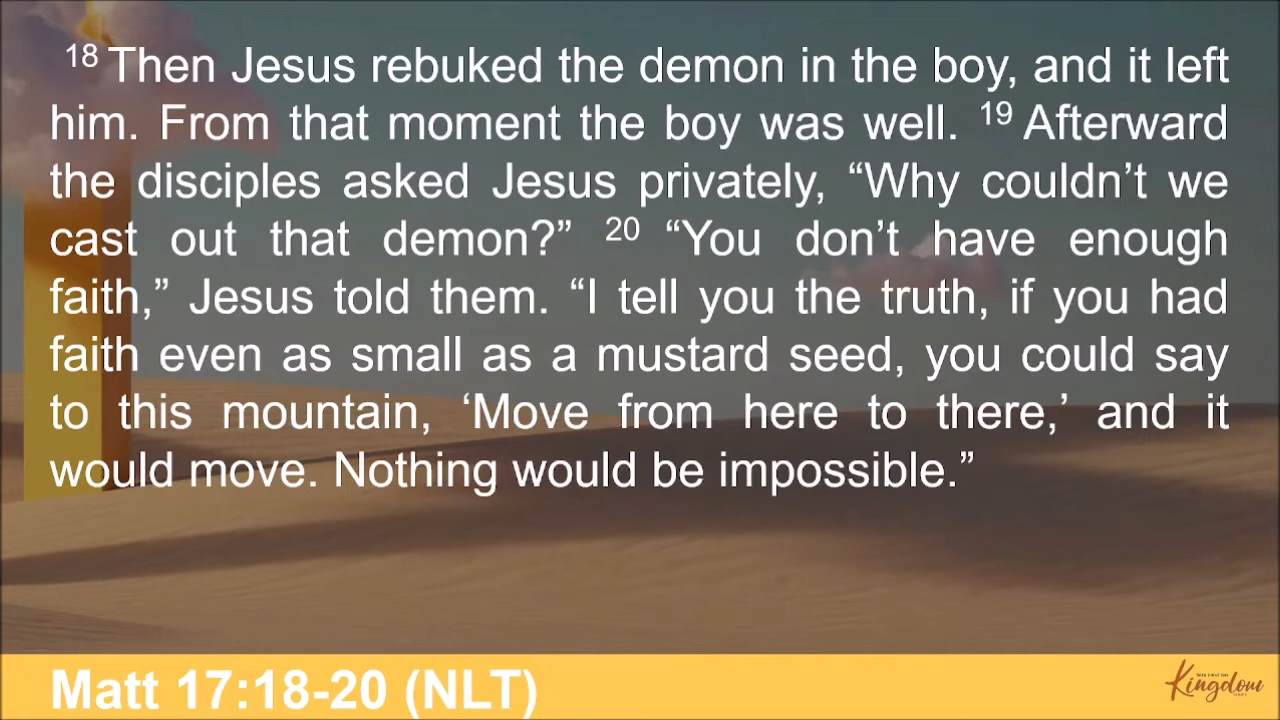 18 Then Jesus rebuked the demon in the boy, and it left
him. From that moment the boy was well. 19 Afterward
the disciples asked Jesus privately, “Why couldn’t we
cast out that demon?” 20 “You don’t have enough
faith,” Jesus told them. “I tell you the truth, if you had
faith even as small as a mustard seed, you could say
to this mountain, ‘Move from here to there,’ and it
would move. Nothing would be impossible.”
Matt 17:18-20 (NLT)
Kingdom